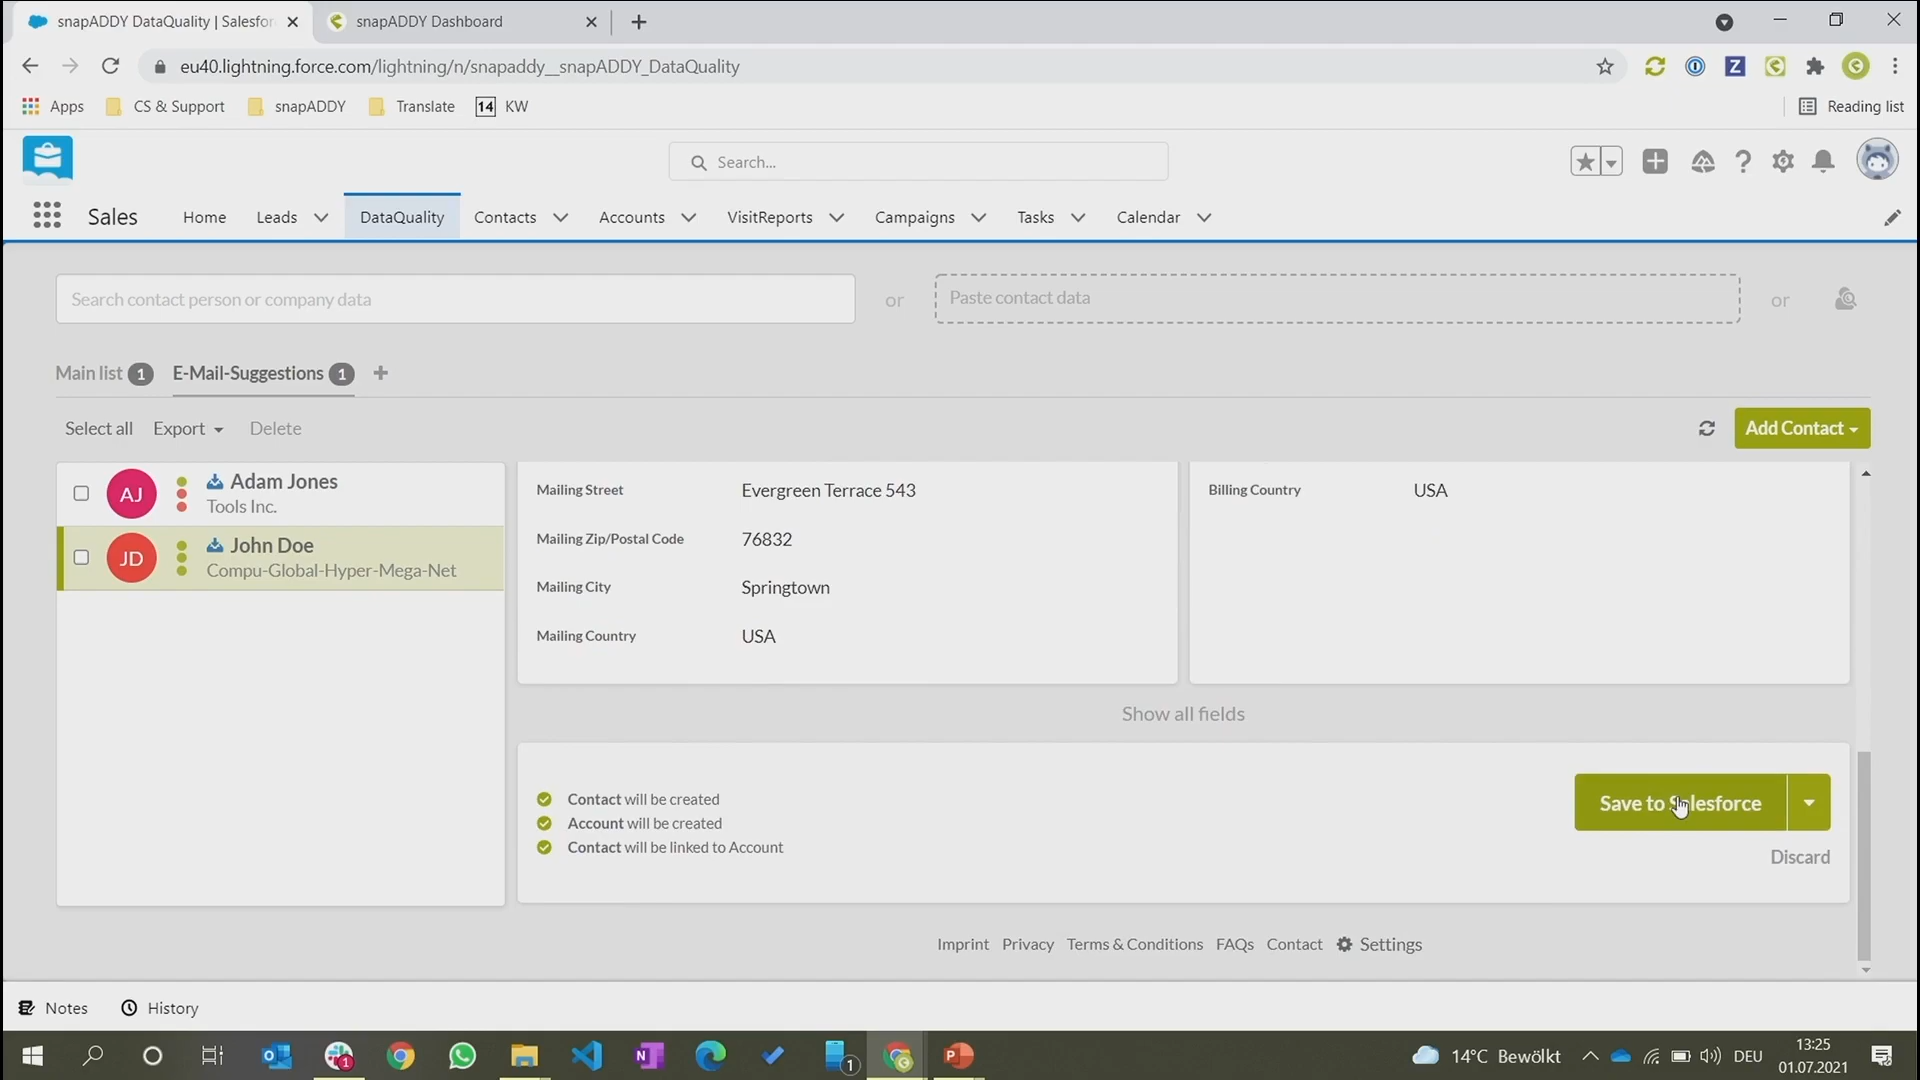 snapADDY DataQuality | Salesfor
snapADDY Dashboard
eu40.lightning.force.com/lightning/n/snapaddy__snapADDY_DataQuality
Apps
CS & Support
snapADDY
Translate
14 KW
Reading list
Search...
Sales
Home
Leads
DataQuality
Contacts
Accounts
VisitReports
Campaigns
Tasks
Calendar
Search contact person or company data
or
Paste contact data
or
Main list 1
E-Mail-Suggestions 1
Select all
Export
Delete
Add Contact
AJ
Adam Jones
Tools Inc.
JD
John Doe
Compu-Global-Hyper-Mega-Net
Mailing Street Evergreen Terrace 543
Mailing Zip/Postal Code 76832
Mailing City Springtown
Mailing Country USA
Billing Country USA
Show all fields
Contact will be created
Account will be created
Contact will be linked to Account
Save to Salesforce
Discard
Imprint Privacy Terms & Conditions FAQs Contact Settings
Notes
History
1
N
1
14°C Bewölkt
DEU
13:25
01.07.2021